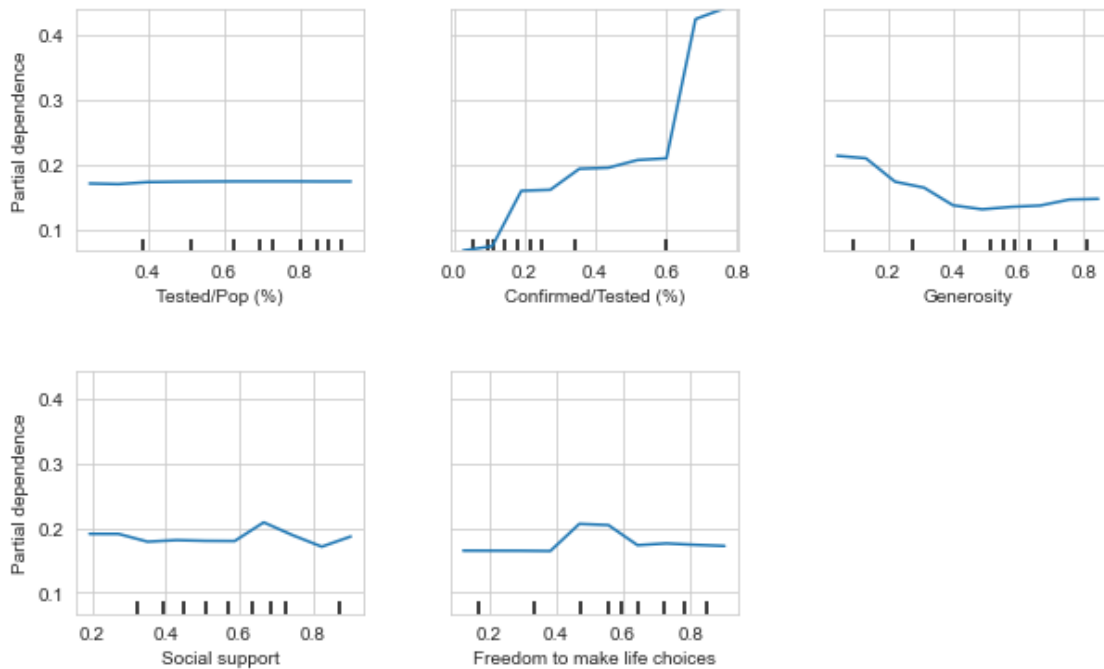 Partial dependence
0.4
0.3
0.2
0.1
0.4 0.6 0.8
Tested/Pop (%)
0.0 0.2 0.4 0.6 0.8
Confirmed/Tested (%)
0.2 0.4 0.6 0.8
Generosity
Partial dependence
0.4
0.3
0.2
0.1
0.2 0.4 0.6 0.8
Social support
0.2 0.4 0.6 0.8
Freedom to make life choices